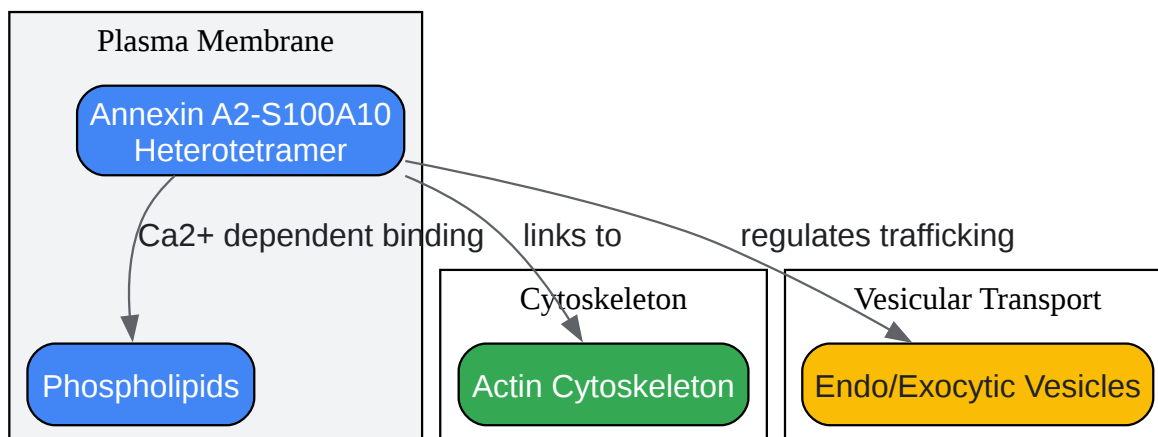 Plasma Membrane
Annexin A2-S100A10
Heterotetramer
Ca2+ dependent binding
links to
regulates trafficking
Cytoskeleton
Vesicular Transport
Phospholipids
Actin Cytoskeleton
Endo/Exocytic Vesicles